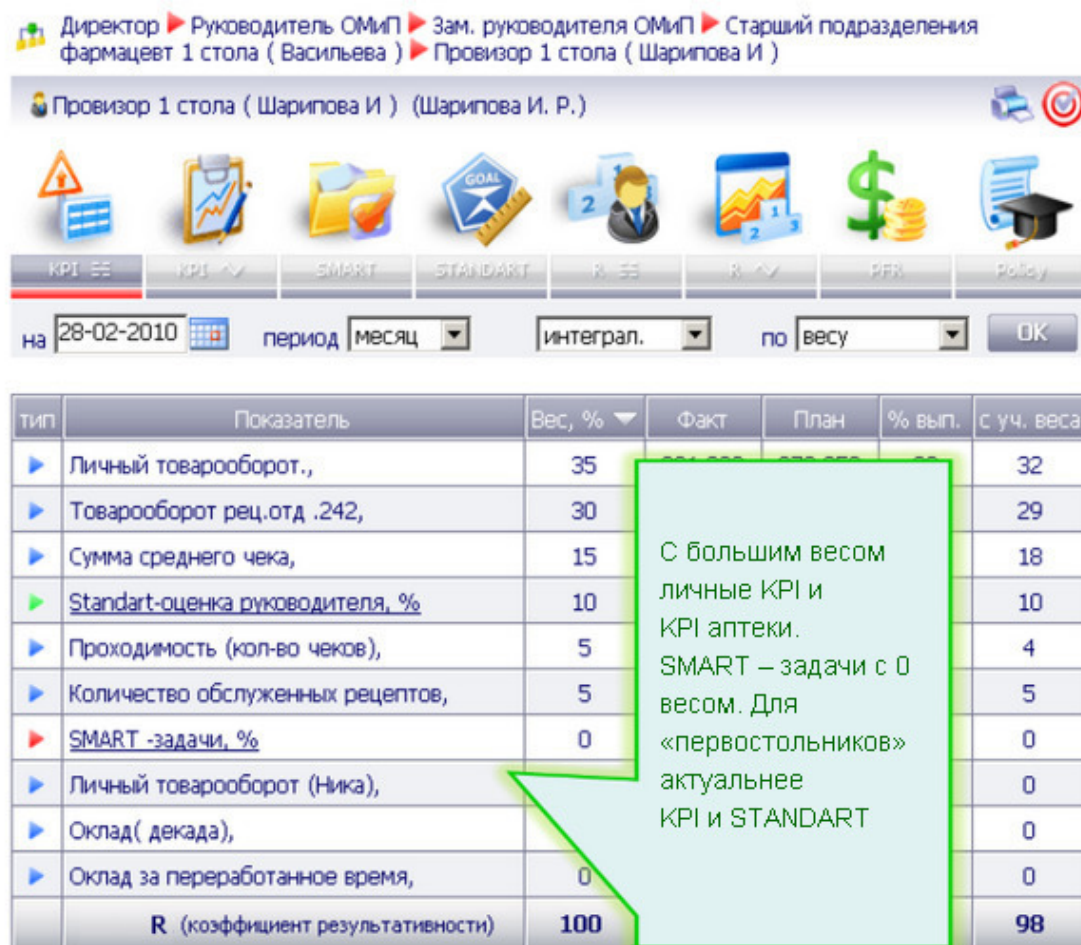 Директор Руководитель ОМиП Зам. руководителя ОМиП Старший подразделения
фармацевт 1 стола ( Васильева ) Провизор 1 стола ( Шарипова И )
Провизор 1 стола ( Шарипова И ) (Шарипова И. Р.)
GOAL
KPI KPI SMART STANDART R R PFR Policy
на 28-02-2010 период месяц интеграл. по весу OK
тип Показатель Вес, % Факт План % вып. с уч. веса
Личный товарооборот., 35 32
Товарооборот рец.отд .242, 30 29
Сумма среднего чека, 15 18
Standart-оценка руководителя, % 10 10
Проходимость (кол-во чеков), 5 4
Количество обслуженных рецептов, 5 5
SMART -задачи, % 0 0
Личный товарооборот (Ника), 0
Оклад( декада), 0
Оклад за переработанное время, 0 0
R (коэффициент результативности) 100 98
С большим весом
личные KPI и
KPI аптеки.
SMART – задачи с 0
весом. Для
«первостольников»
актуальнее
KPI и STANDART